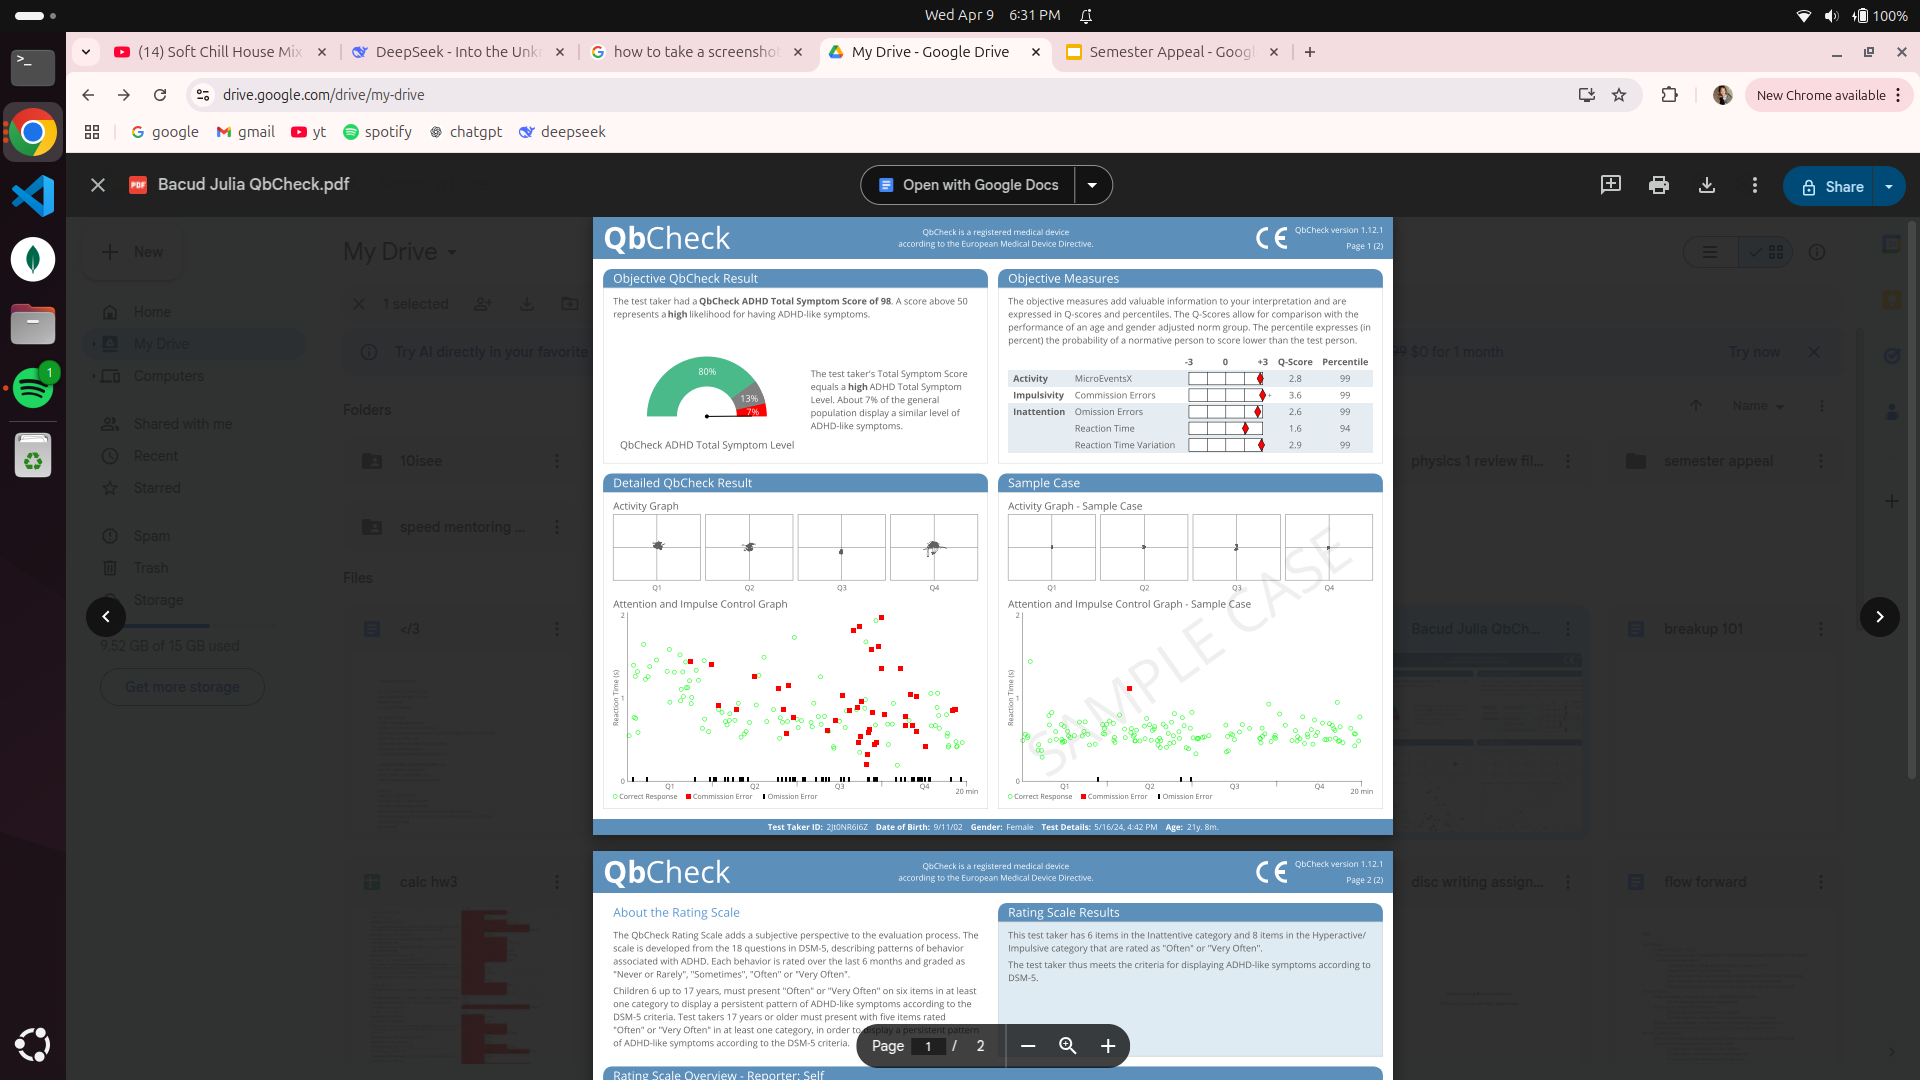 Wed Apr 9 6:31 PM
100%
(14) Soft Chill House Mix
DeepSeek - Into the Unkn
how to take a screenshot
My Drive - Google Drive
Semester Appeal - Googl
drive.google.com/drive/my-drive
New Chrome available
google
gmail
yt
spotify
chatgpt
deepseek
PDF
Bacud Julia QbCheck.pdf
Open with Google Docs
Share
New
My Drive
1 selected
Home
My Drive
Computers
Shared with me
Recent
Starred
Spam
Trash
Storage
9.52 GB of 15 GB used
Get more storage
Try AI directly in your favorite
$0 for 1 month
Try now
Folders
Name
10isee
speed mentoring ...
physics 1 review fil...
semester appeal
Files
</3
Bacud Julia QbCh...
breakup 101
calc hw3
disc writing assign...
flow forward
1
QbCheck
QbCheck is a registered medical device
according to the European Medical Device Directive.
CE
QbCheck version 1.12.1
Page 1 (2)
Objective QbCheck Result
The test taker had a QbCheck ADHD Total Symptom Score of 98. A score above 50
represents a high likelihood for having ADHD-like symptoms.
80%
13%
7%
QbCheck ADHD Total Symptom Level
The test taker's Total Symptom Score
equals a high ADHD Total Symptom
Level. About 7% of the general
population display a similar level of
ADHD-like symptoms.
Objective Measures
The objective measures add valuable information to your interpretation and are
expressed in Q-scores and percentiles. The Q-Scores allow for comparison with the
performance of an age and gender adjusted norm group. The percentile expresses (in
percent) the probability of a normative person to score lower than the test person.
-3 0 +3 Q-Score Percentile
Activity MicroEventsX 2.8 99
Impulsivity Commission Errors + 3.6 99
Inattention Omission Errors 2.6 99
Reaction Time 1.6 94
Reaction Time Variation 2.9 99
Detailed QbCheck Result
Activity Graph
Q1 Q2 Q3 Q4
Attention and Impulse Control Graph
2
Reaction Time (s)
1
0
Q1 Q2 Q3 Q4
20 min
Correct Response Commission Error Omission Error
Sample Case
Activity Graph - Sample Case
Q1 Q2 Q3 Q4
Attention and Impulse Control Graph - Sample Case
SAMPLE CASE
2
Reaction Time (s)
1
0
Q1 Q2 Q3 Q4
20 min
Correct Response Commission Error Omission Error
Test Taker ID: 2Jt0NR6I6Z Date of Birth: 9/11/02 Gender: Female Test Details: 5/16/24, 4:42 PM Age: 21y. 8m.
QbCheck
QbCheck is a registered medical device
according to the European Medical Device Directive.
CE
QbCheck version 1.12.1
Page 2 (2)
About the Rating Scale
The QbCheck Rating Scale adds a subjective perspective to the evaluation process. The
scale is developed from the 18 questions in DSM-5, describing patterns of behavior
associated with ADHD. Each behavior is rated over the last 6 months and graded as
"Never or Rarely", "Sometimes", "Often" or "Very Often".
Children 6 up to 17 years, must present "Often" or "Very Often" on six items in at least
one category to display a persistent pattern of ADHD-like symptoms according to the
DSM-5 criteria. Test takers 17 years or older must present with five items rated
"Often" or "Very Often" in at least one category, in order to display a persistent pattern
of ADHD-like symptoms according to the DSM-5 criteria.
Rating Scale Results
This test taker has 6 items in the Inattentive category and 8 items in the Hyperactive/
Impulsive category that are rated as "Often" or "Very Often".
The test taker thus meets the criteria for displaying ADHD-like symptoms according to
DSM-5.
Page 1 / 2
Rating Scale Overview - Reporter: Self